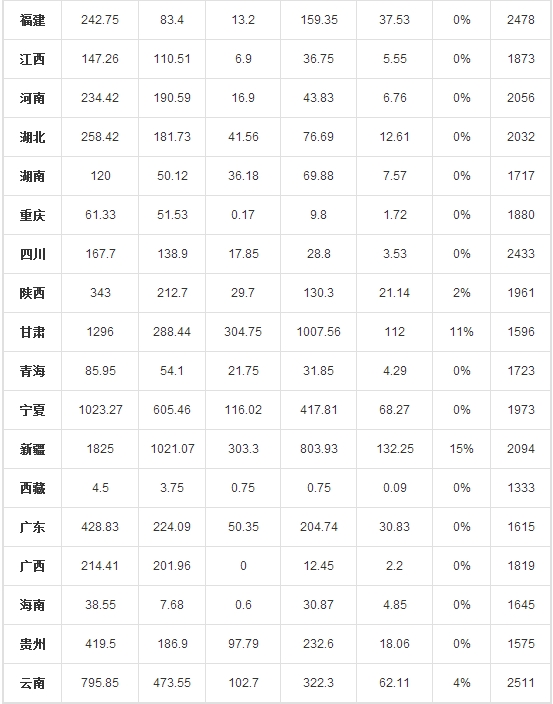 福建 242.75 83.4 13.2 159.35 37.53 0% 2478
江西 147.26 110.51 6.9 36.75 5.55 0% 1873
河南 234.42 190.59 16.9 43.83 6.76 0% 2056
湖北 258.42 181.73 41.56 76.69 12.61 0% 2032
湖南 120 50.12 36.18 69.88 7.57 0% 1717
重庆 61.33 51.53 0.17 9.8 1.72 0% 1880
四川 167.7 138.9 17.85 28.8 3.53 0% 2433
陕西 343 212.7 29.7 130.3 21.14 2% 1961
甘肃 1296 288.44 304.75 1007.56 112 11% 1596
青海 85.95 54.1 21.75 31.85 4.29 0% 1723
宁夏 1023.27 605.46 116.02 417.81 68.27 0% 1973
新疆 1825 1021.07 303.3 803.93 132.25 15% 2094
西藏 4.5 3.75 0.75 0.75 0.09 0% 1333
广东 428.83 224.09 50.35 204.74 30.83 0% 1615
广西 214.41 201.96 0 12.45 2.2 0% 1819
海南 38.55 7.68 0.6 30.87 4.85 0% 1645
贵州 419.5 186.9 97.79 232.6 18.06 0% 1575
云南 795.85 473.55 102.7 322.3 62.11 4% 2511